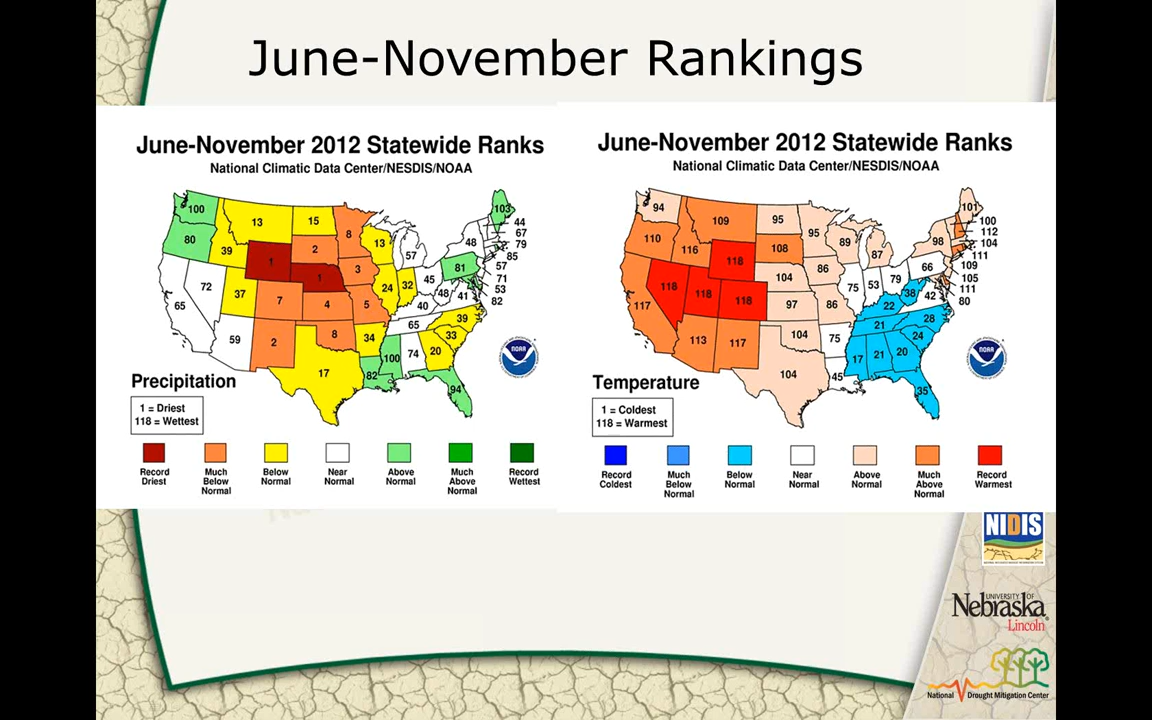 June-November Rankings
June-November 2012 Statewide Ranks
National Climatic Data Center/NESDIS/NOAA
100
13
15
8
103
44
67
79
80
39
1
2
13
57
48
85
1
3
81
57
71
53
82
65
72
37
7
4
5
24
32
45
48
41
40
59
2
8
34
65
39
33
17
82
100
74
20
94
NOAA
Precipitation
1 = Driest
118 = Wettest
Record
Driest
Much
Below
Normal
Below
Normal
Near
Normal
Above
Normal
Much
Above
Normal
Record
Wettest
June-November 2012 Statewide Ranks
National Climatic Data Center/NESDIS/NOAA
94
109
95
95
101
100
112
104
110
116
118
108
89
87
98
111
104
86
66
109
105
111
80
117
118
118
118
97
86
75
53
79
38
42
22
113
117
104
75
21
28
24
104
45
17
21
20
35
NOAA
Temperature
1 = Coldest
118 = Warmest
Record
Coldest
Much
Below
Normal
Below
Normal
Near
Normal
Above
Normal
Much
Above
Normal
Record
Warmest
NIDIS
UNIVERSITY OF
Nebraska
Lincoln
National Drought Mitigation Center